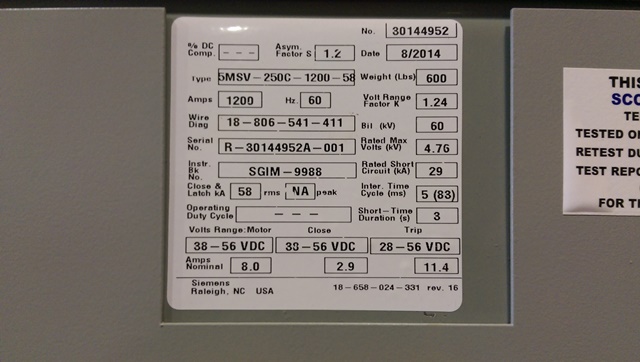 No. 30144952
% DC Comp. - - - Asym. Factor S 1.2 Date 8/2014
Type 5MSV-250C-1200-58 Weight (Lbs) 600
Amps 1200 Hz. 60 Volt Range Factor K 1.24
Wire Diag 18-806-541-411 Bil (kV) 60
Serial No. R-30144952A-001 Rated Max Volts (kV) 4.76
Instr. Bk No. SGIM-9988 Rated Short Circuit (kA) 29
Close & Latch kA 58 rms NA peak Inter. Time Cycle (ms) 5 (83)
Operating Duty Cycle - - - Short-Time Duration (s) 3
Volts Range: Motor Close Trip
38-56 VDC 38-56 VDC 28-56 VDC
Amps Nominal 8.0 2.9 11.4
Siemens
Raleigh, NC USA 18-658-024-331 rev. 16
THIS
SCO
TE
TESTED O
RETEST DU
TEST REPO
FOR T